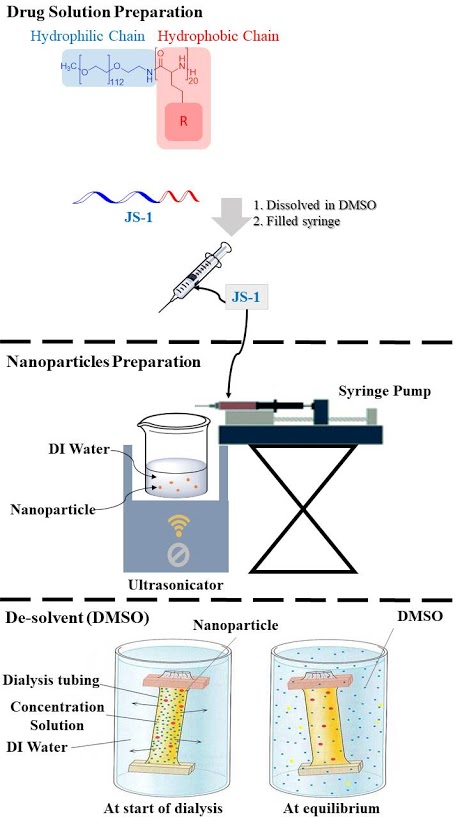 Drug Solution Preparation
Hydrophilic Chain
Hydrophobic Chain
H₃C
O
112
O
N
H
O
H
N
H
20
R
JS-1
1. Dissolved in DMSO
2. Filled syringe
JS-1
Nanoparticles Preparation
Syringe Pump
DI Water
Nanoparticle
Ultrasonicator
De-solvent (DMSO)
Nanoparticle
DMSO
Dialysis tubing
Concentration
Solution
DI Water
At start of dialysis
At equilibrium